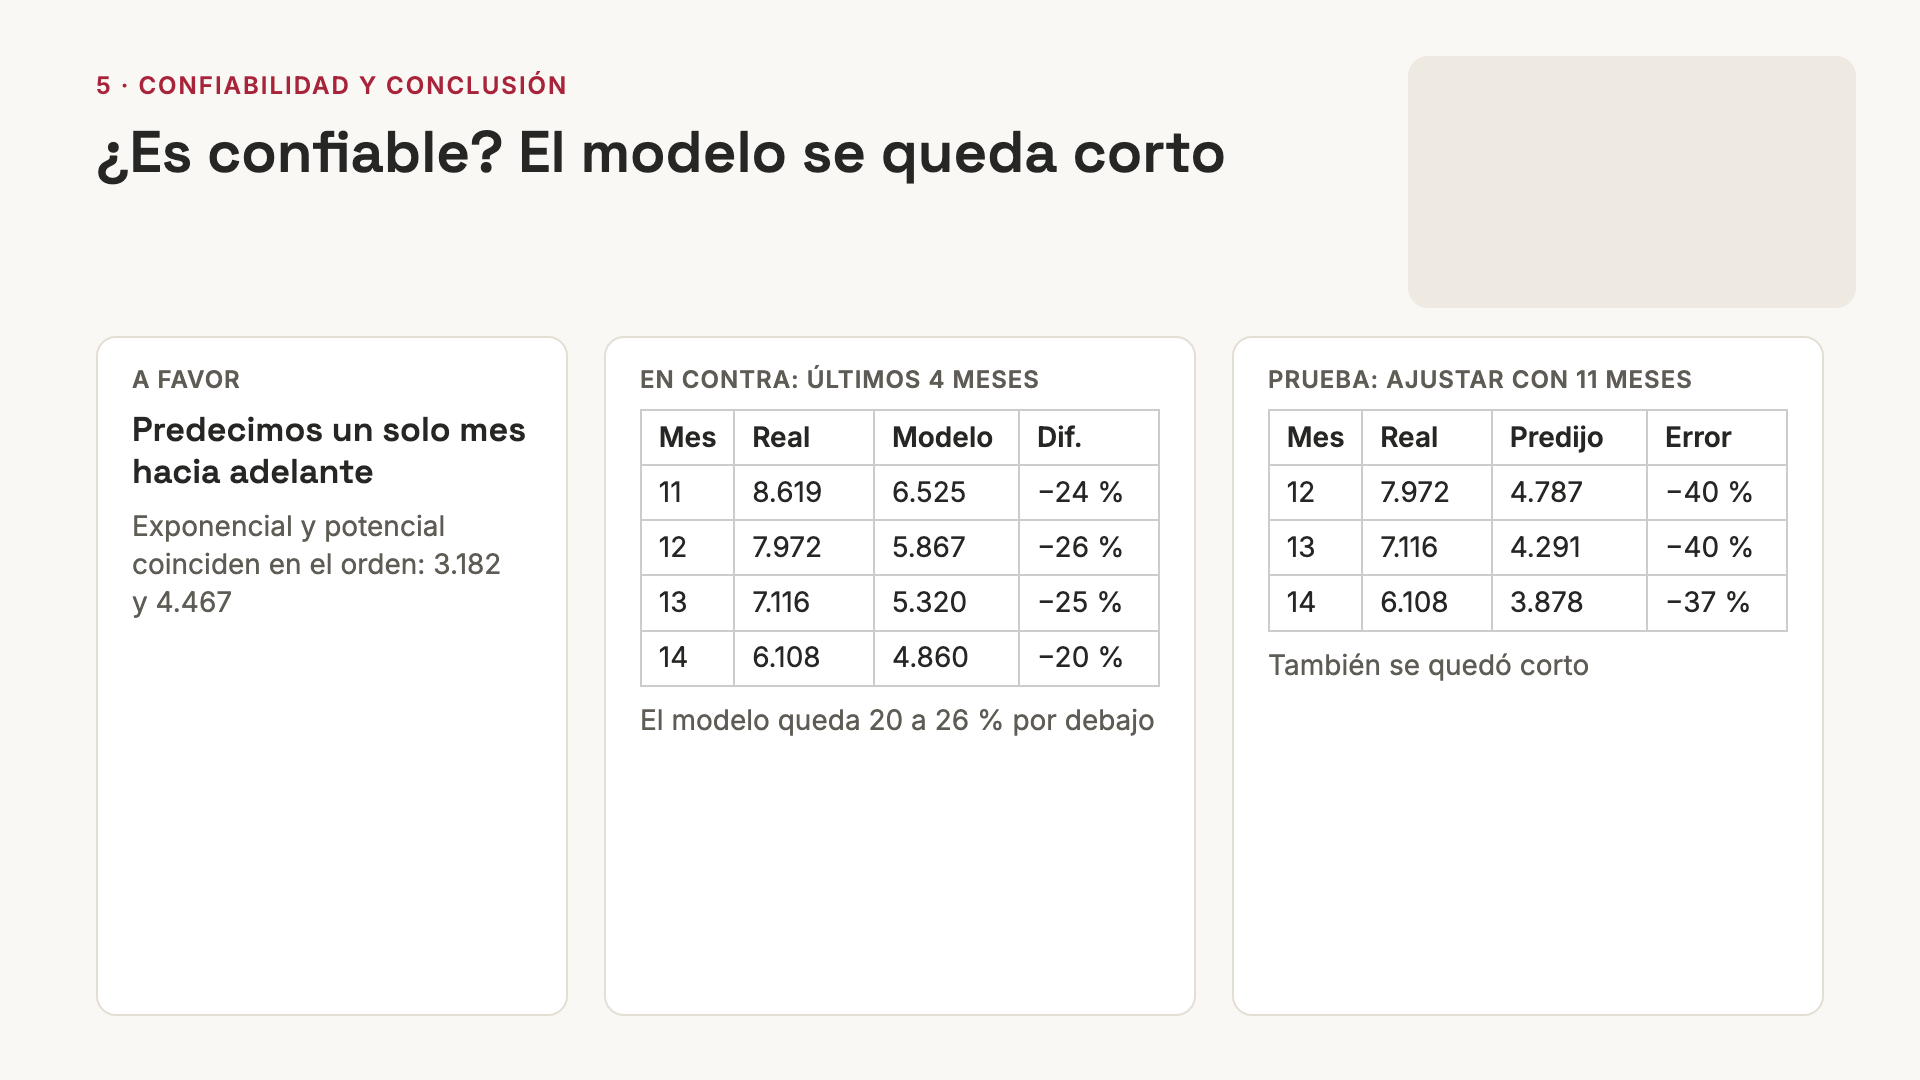 5 · CONFIABILIDAD Y CONCLUSIÓN
¿Es confiable? El modelo se queda corto
A FAVOR
Predecimos un solo mes
hacia adelante
Exponencial y potencial
coinciden en el orden: 3.182
y 4.467
EN CONTRA: ÚLTIMOS 4 MESES
Mes Real Modelo Dif.
11 8.619 6.525 −24 %
12 7.972 5.867 −26 %
13 7.116 5.320 −25 %
14 6.108 4.860 −20 %
El modelo queda 20 a 26 % por debajo
PRUEBA: AJUSTAR CON 11 MESES
Mes Real Predijo Error
12 7.972 4.787 −40 %
13 7.116 4.291 −40 %
14 6.108 3.878 −37 %
También se quedó corto